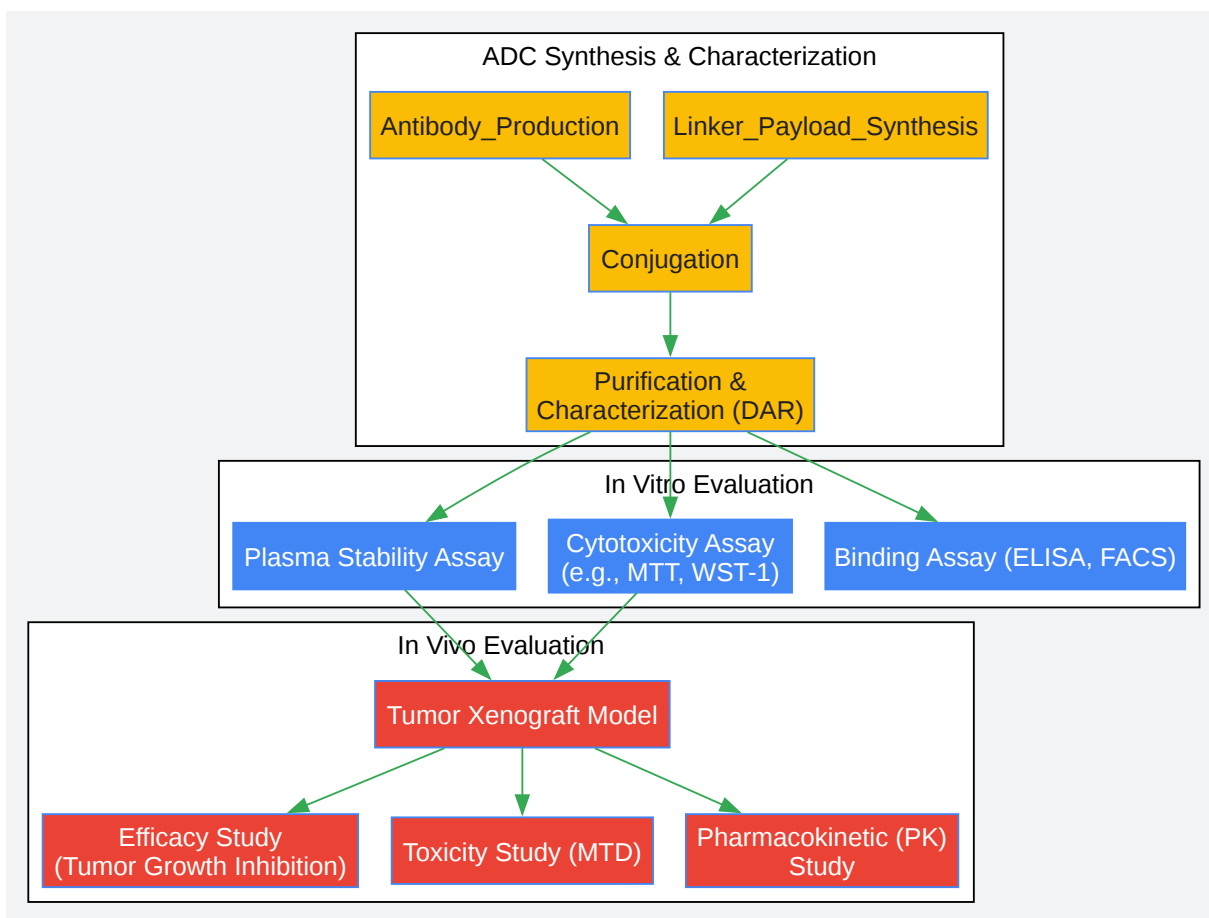 ADC Synthesis & Characterization
Antibody_Production
Linker_Payload_Synthesis
Conjugation
Purification &
Characterization (DAR)
In Vitro Evaluation
Plasma Stability Assay
Cytotoxicity Assay
(e.g., MTT, WST-1)
Binding Assay (ELISA, FACS)
In Vivo Evaluation
Tumor Xenograft Model
Efficacy Study
(Tumor Growth Inhibition)
Toxicity Study (MTD)
Pharmacokinetic (PK)
Study